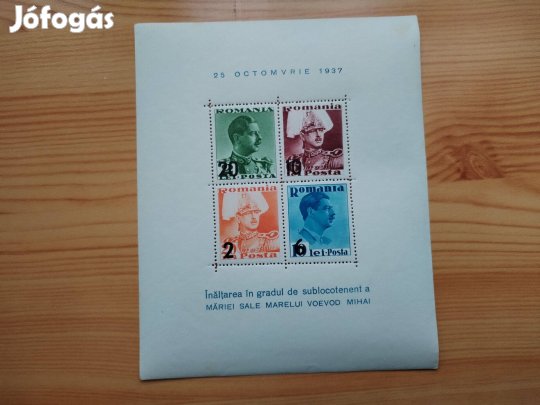 Jófogás
25 OCTOMVRIE 1937
ROMANIA
20
POSTA
ROMANIA
POSTA
Romania
2
Posta
ROMANIA
6
lei-Posta
Înălțarea în gradul de sublocotenent a
MĂRIEI SALE MARELUI VOEVOD MIHAI